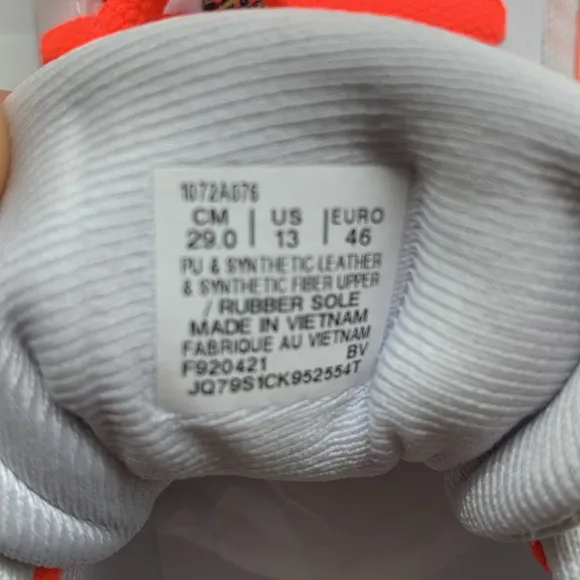 1072A076
CM | US | EURO
29.0 | 13 | 46
PU & SYNTHETIC LEATHER
& SYNTHETIC FIBER UPPER
/ RUBBER SOLE
MADE IN VIETNAM
FABRIQUE AU VIETNAM
F920421 BV
JQ79S1CK952554T